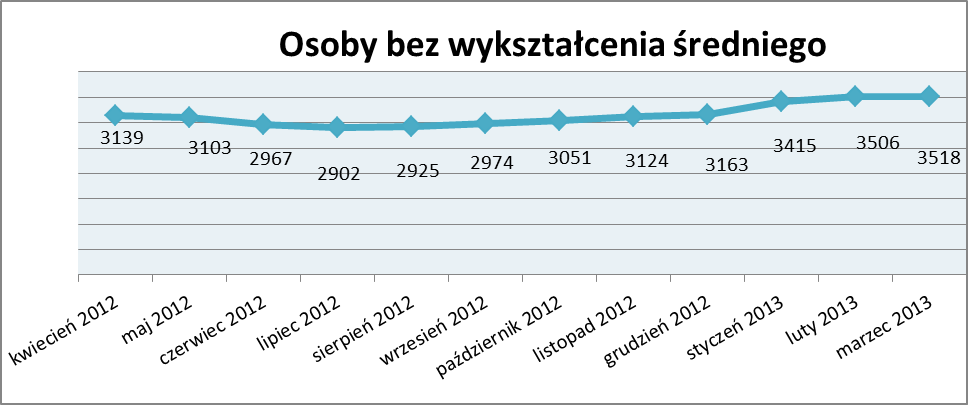 Osoby bez wykształcenia średniego
3139
3103
2967
2902
2925
2974
3051
3124
3163
3415
3506
3518
kwiecień 2012
maj 2012
czerwiec 2012
lipiec 2012
sierpień 2012
wrzesień 2012
październik 2012
listopad 2012
grudzień 2012
styczeń 2013
luty 2013
marzec 2013